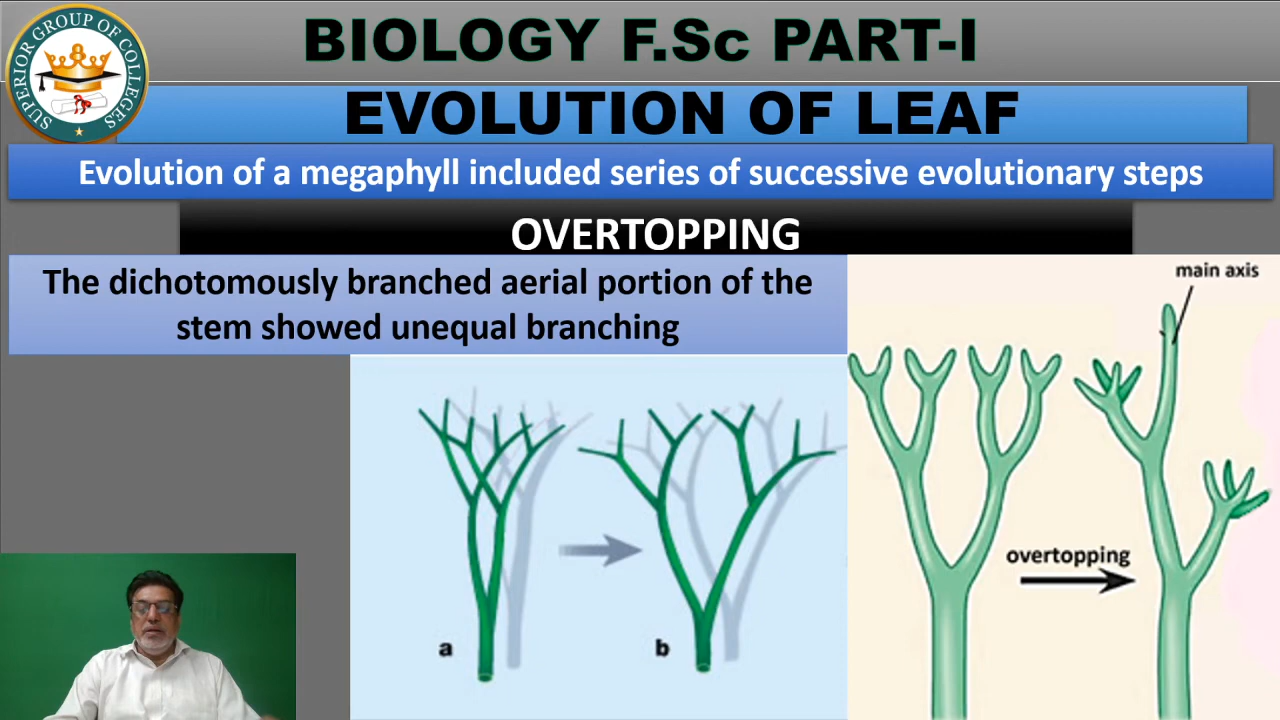 BIOLOGY F.Sc PART-I
SUPERIOR GROUP OF COLLEGES
EVOLUTION OF LEAF
Evolution of a megaphyll included series of successive evolutionary steps
OVERTOPPING
The dichotomously branched aerial portion of the
stem showed unequal branching
main axis
overtopping
a
b